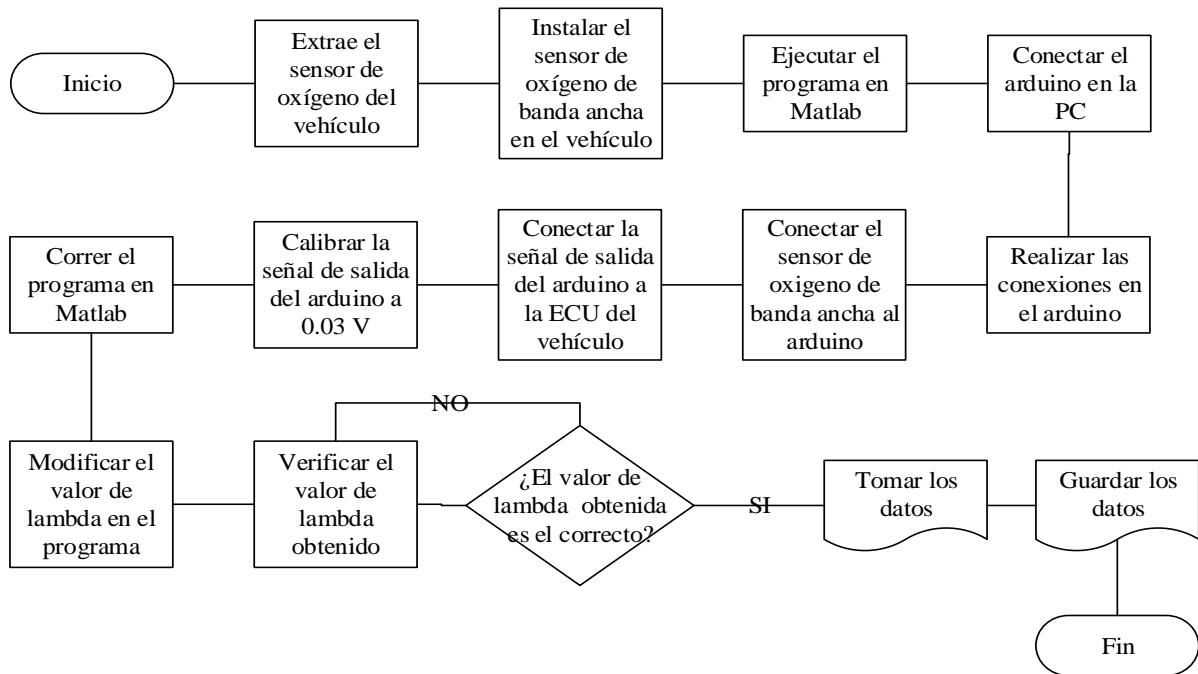 Inicio
Extrae el
sensor de
oxígeno del
vehículo
Instalar el
sensor de
oxígeno de
banda ancha
en el vehículo
Ejecutar el
programa en
Matlab
Conectar el
arduino en la
PC
Realizar las
conexiones en
el arduino
Conectar el
sensor de
oxigeno de
banda ancha al
arduino
Conectar la
señal de salida
del arduino a
la ECU del
vehículo
Calibrar la
señal de salida
del arduino a
0.03 V
Correr el
programa en
Matlab
Modificar el
valor de
lambda en el
programa
Verificar el
valor de
lambda
obtenido
NO
¿El valor de
lambda obtenida
es el correcto?
SI
Tomar los
datos
Guardar los
datos
Fin